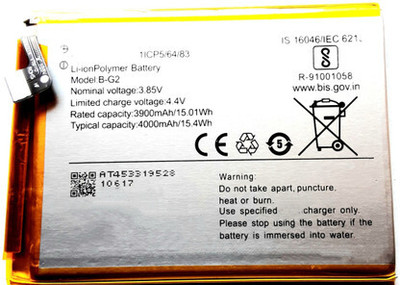 1ICP5/64/83
IS 16046/IEC 621
Li-ionPolymer Battery
Model:B-G2
Nominal voltage:3.85V
Limited charge voltage:4.4V
Rated capacity:3900mAh/15.01Wh
Typical capacity:4000mAh/15.4Wh
R-91001058
www.bis.gov.in
CE
5
AT453319528
10617
Warning:
Do not take apart, puncture,
heat or burn.
Use specified charger only.
Please stop using the battery if the
battery is immersed into water.